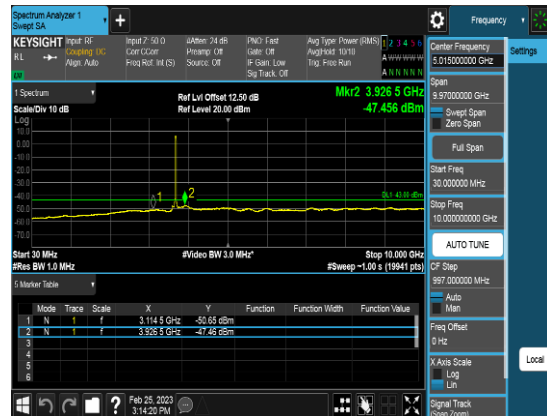 Spectrum Analyzer 1
Swept SA
+
Frequency
KEYSIGHT
Input: RF
Coupling: DC
Align: Auto
Input Z: 50 Ω
Corr CCorr
Freq Ref: Int (S)
#Atten: 24 dB
Preamp: Off
Source: Off
PNO: Fast
Gate: Off
IF Gain: Low
Sig Track: Off
Avg Type: Power (RMS)
Avg|Hold: 10/10
Trig: Free Run
1 2 3 4 5 6
A W W W W W
A N N N N N
RL
Center Frequency
5.015000000 GHz
Settings
Span
9.97000000 GHz
Swept Span
Zero Span
Full Span
Start Freq
30.000000 MHz
Stop Freq
10.000000000 GHz
AUTO TUNE
CF Step
997.000000 MHz
Auto
Man
Freq Offset
0 Hz
X Axis Scale
Log
Lin
Local
Signal Track
(Span Zoom)
1 Spectrum
Scale/Div 10 dB
Ref Lvl Offset 12.50 dB
Ref Level 20.00 dBm
Mkr2 3.926 5 GHz
-47.456 dBm
Log
10.0
0.00
-10.0
-20.0
-30.0
-40.0
-50.0
-60.0
-70.0
1
2
DL1 -43.00 dBm
Start 30 MHz
#Res BW 1.0 MHz
#Video BW 3.0 MHz*
Stop 10.000 GHz
#Sweep ~1.00 s (19941 pts)
5 Marker Table
Mode Trace Scale X Y Function Function Width Function Value
1 N 1 f 3.114 5 GHz -50.65 dBm
2 N 1 f 3.926 5 GHz -47.46 dBm
3
4
5
6
?
Feb 25, 2023
3:14:20 PM